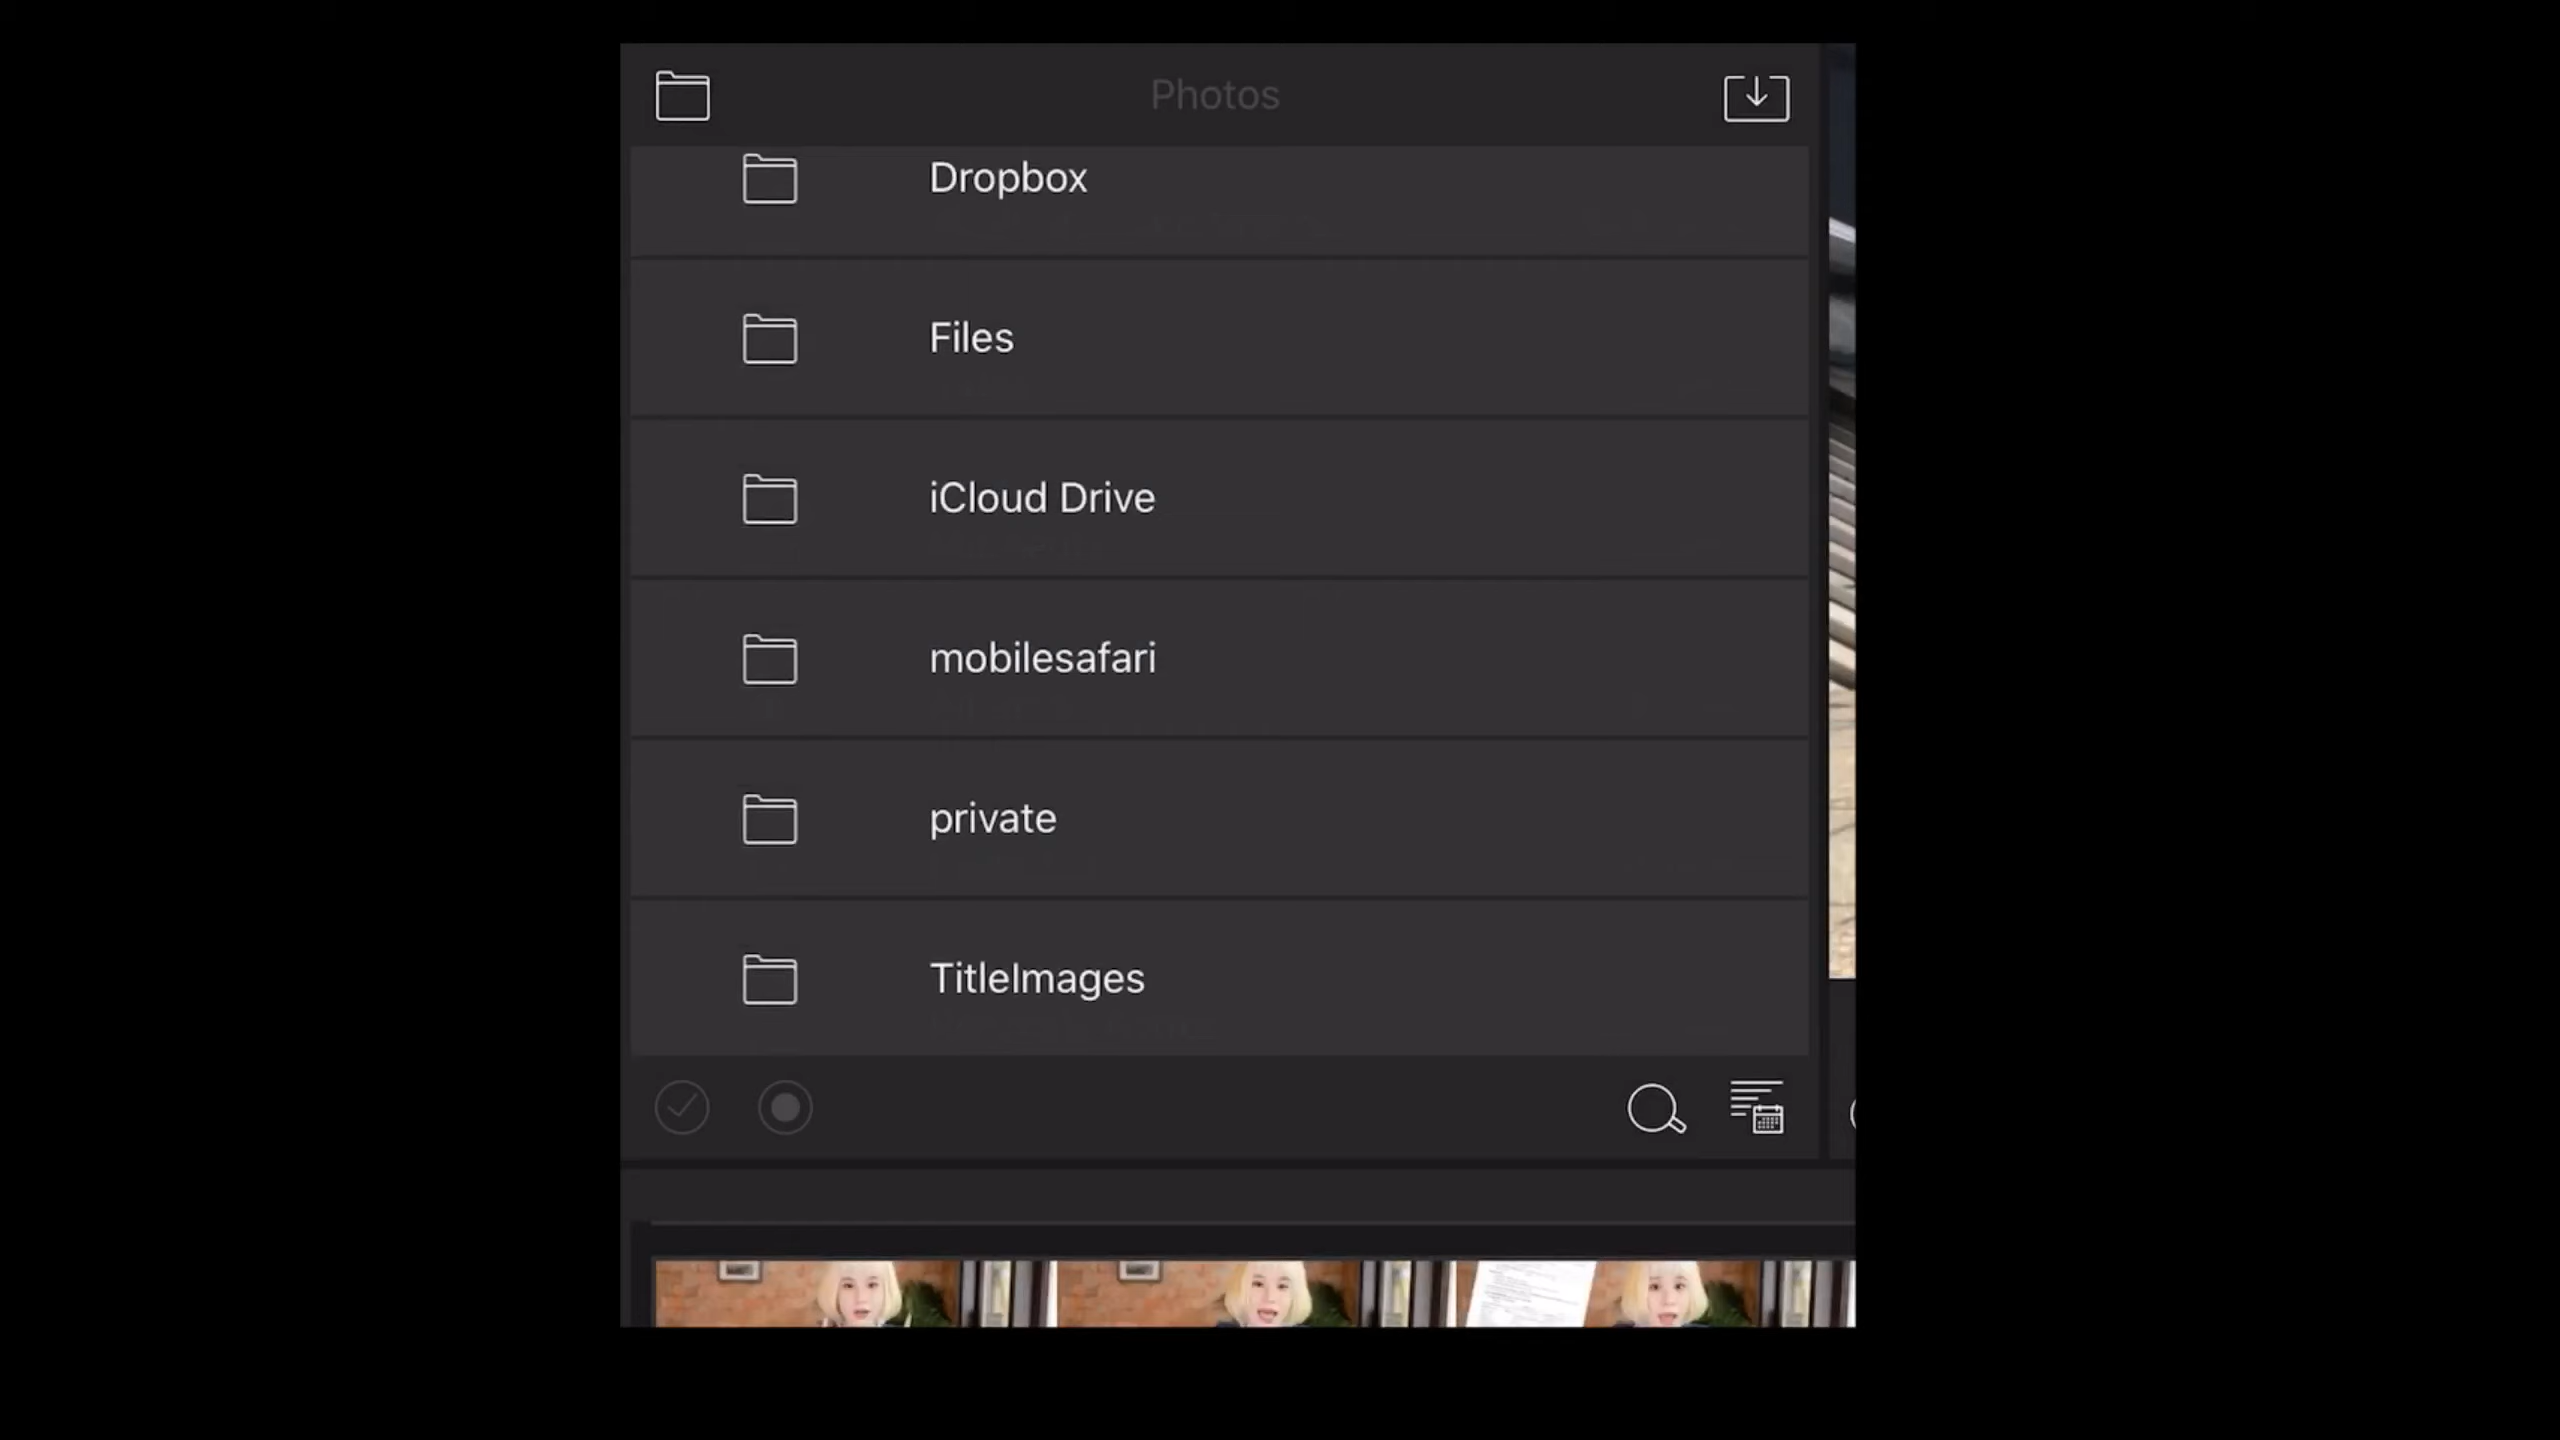 Photos
Dropbox
Files
iCloud Drive
mobilesafari
private
TitleImages